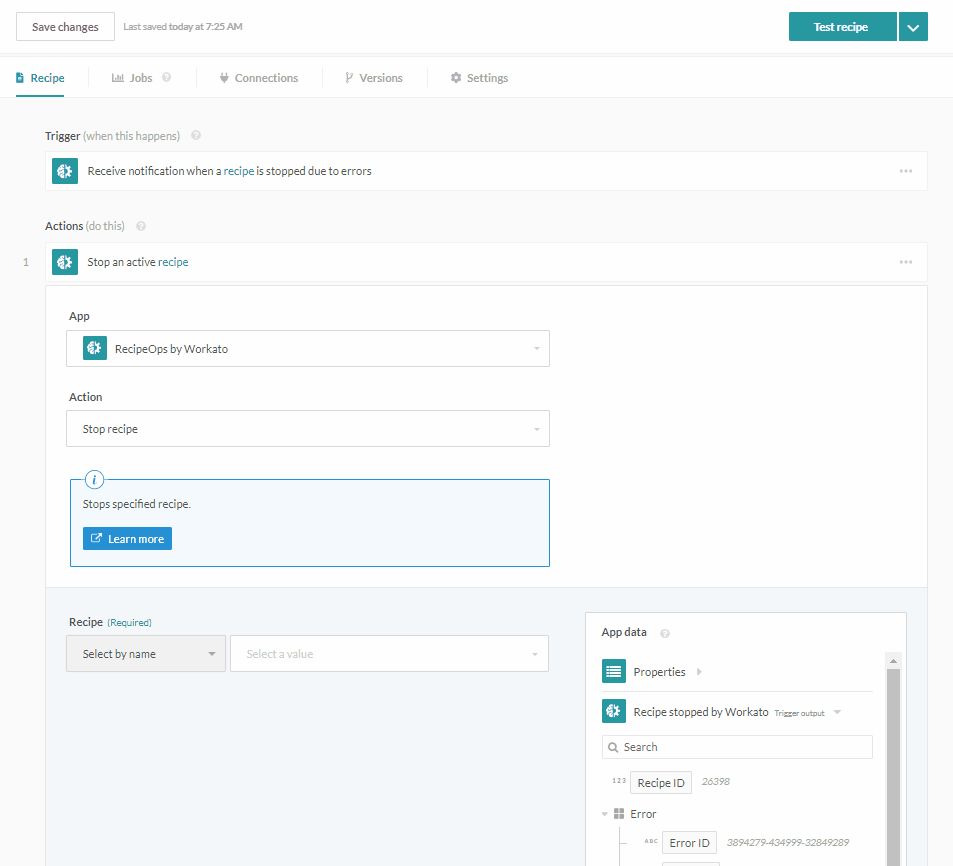 Save changes Last saved today at 7:25 AM Test recipe
Recipe Jobs ? Connections Versions Settings
Trigger (when this happens) ?
Receive notification when a recipe is stopped due to errors
Actions (do this) ?
1 Stop an active recipe
App
RecipeOps by Workato
Action
Stop recipe
i
Stops specified recipe.
Learn more
Recipe (Required)
Select by name Select a value
App data ?
Properties
Recipe stopped by Workato Trigger output
Search
123 Recipe ID 26398
Error
ABC Error ID 3894279-434999-32849289